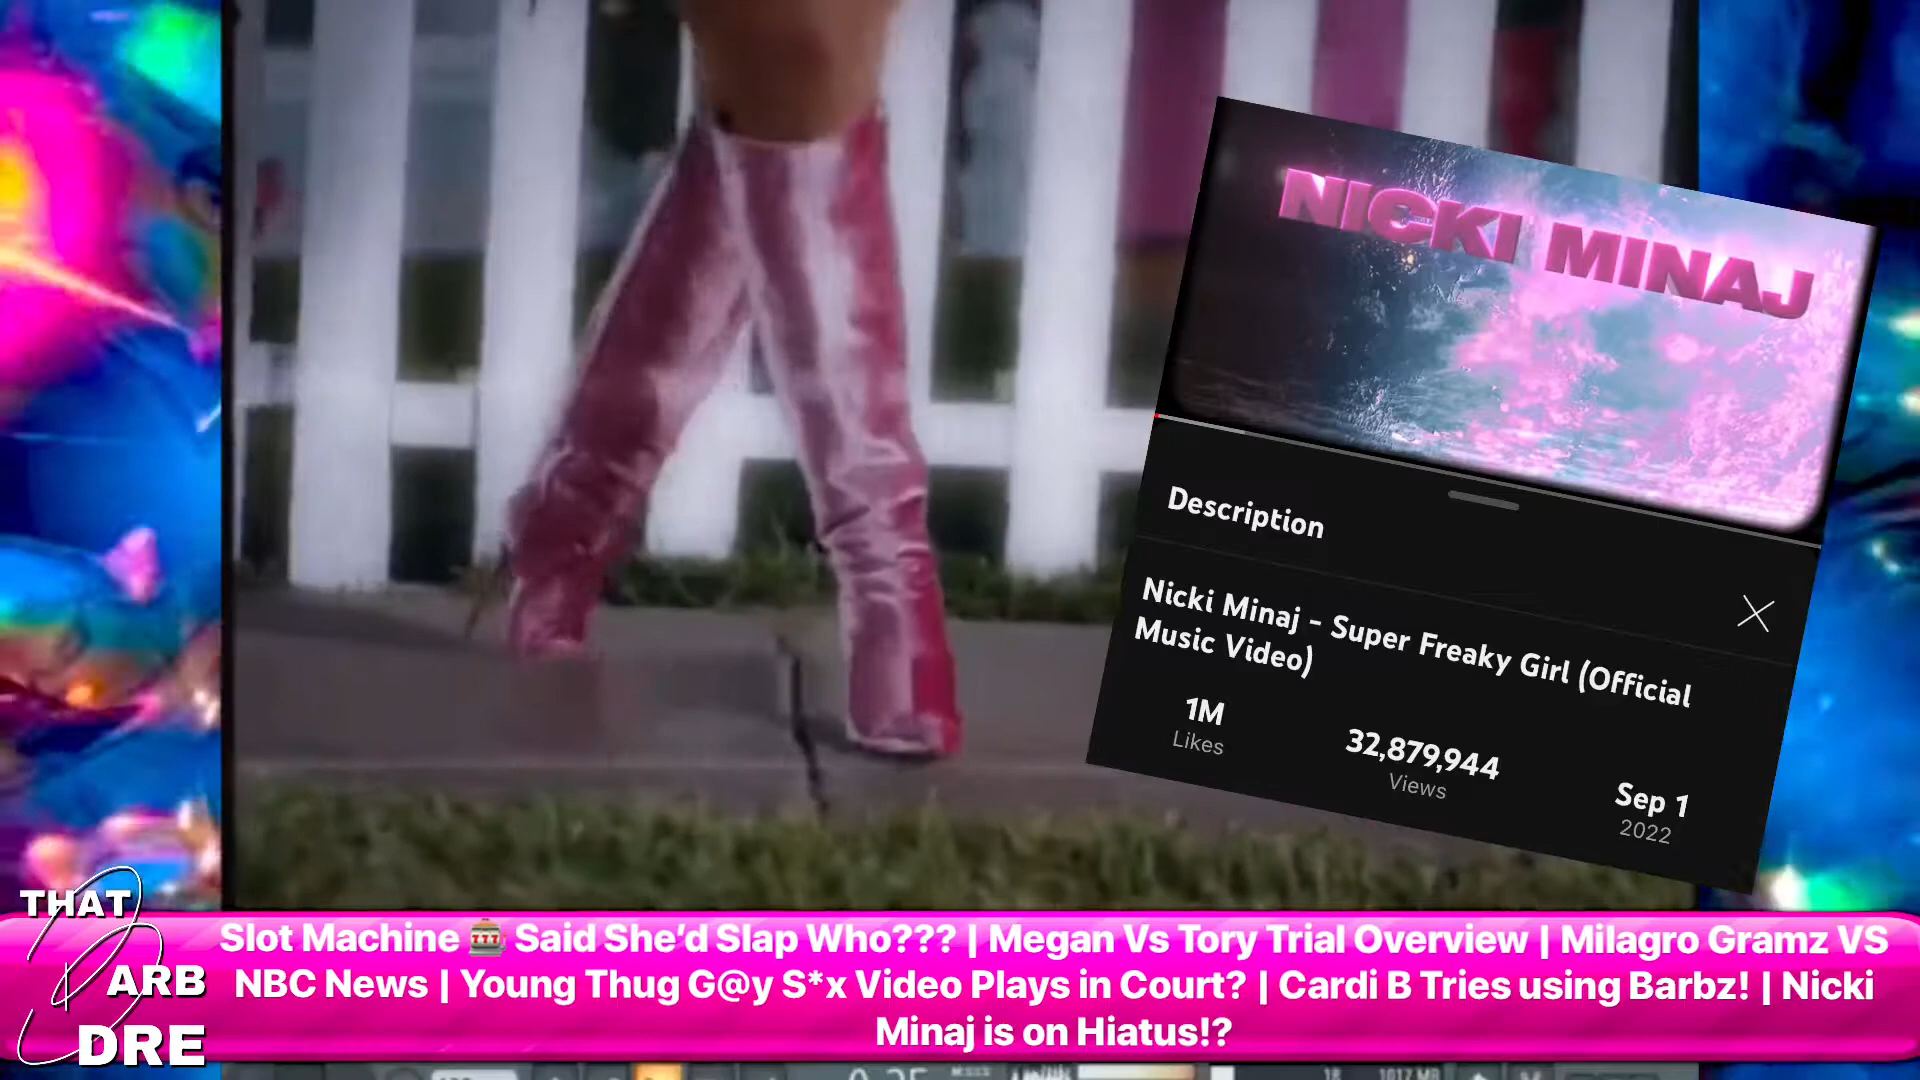 NICKI MINAJ
Description
Nicki Minaj - Super Freaky Girl (Official
Music Video)
1M
Likes
32,879,944
Views
Sep 1
2022
THAT
BARB
DRE
Slot Machine 🎰 Said She’d Slap Who??? | Megan Vs Tory Trial Overview | Milagro Gramz VS
NBC News | Young Thug G@y S*x Video Plays in Court? | Cardi B Tries using Barbz! | Nicki
Minaj is on Hiatus!?